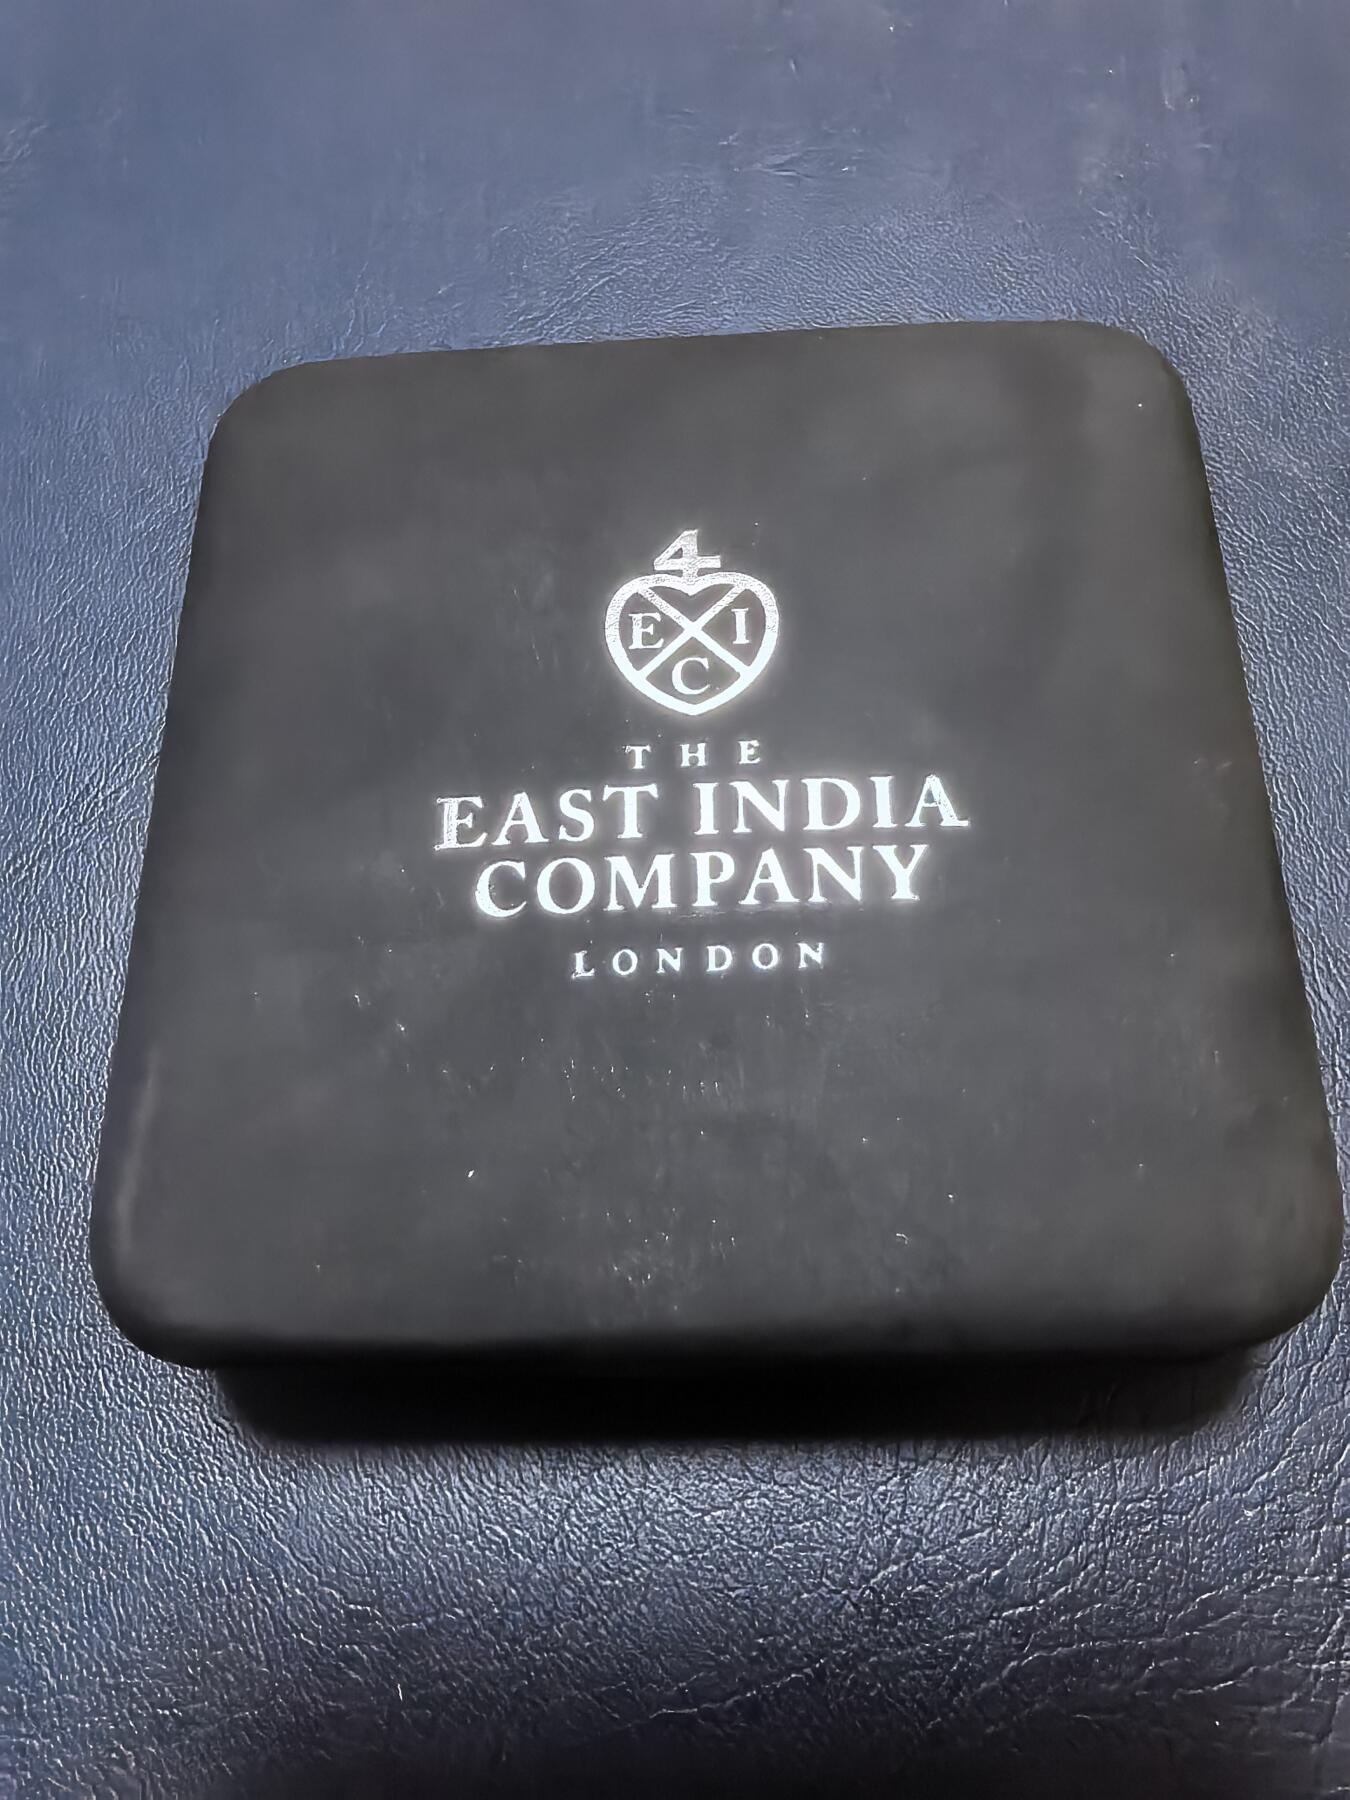 4
E I
C
THE
EAST INDIA
COMPANY
LONDON